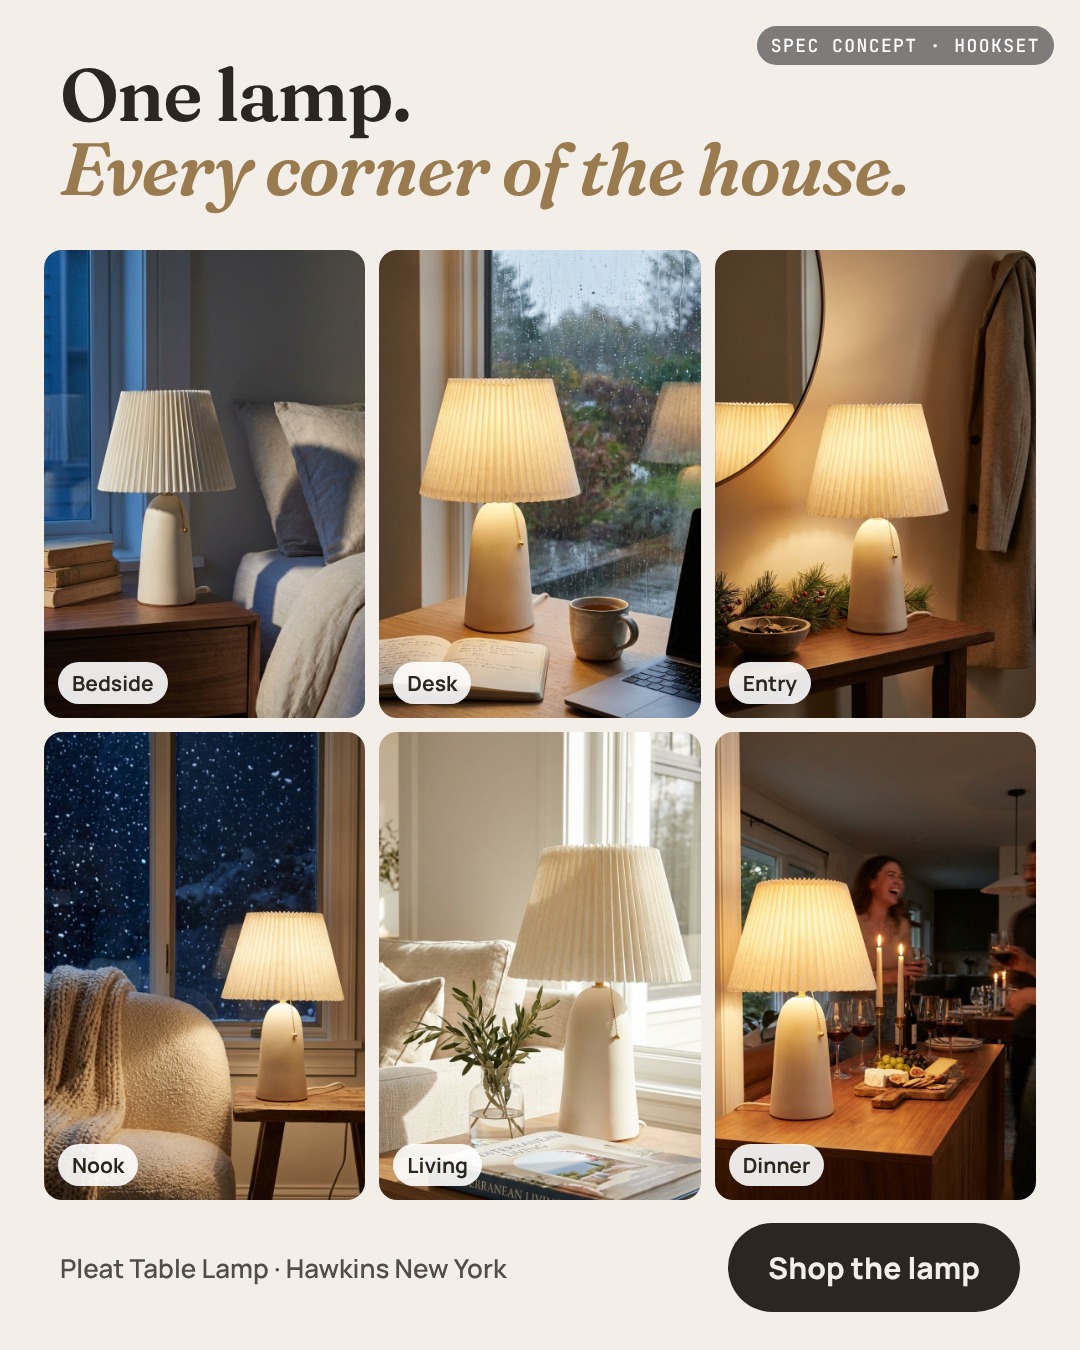 SPEC CONCEPT · HOOKSET
One lamp.
Every corner of the house.
Bedside
Desk
Entry
Nook
Living
Dinner
LIVING
Pleat Table Lamp · Hawkins New York
Shop the lamp